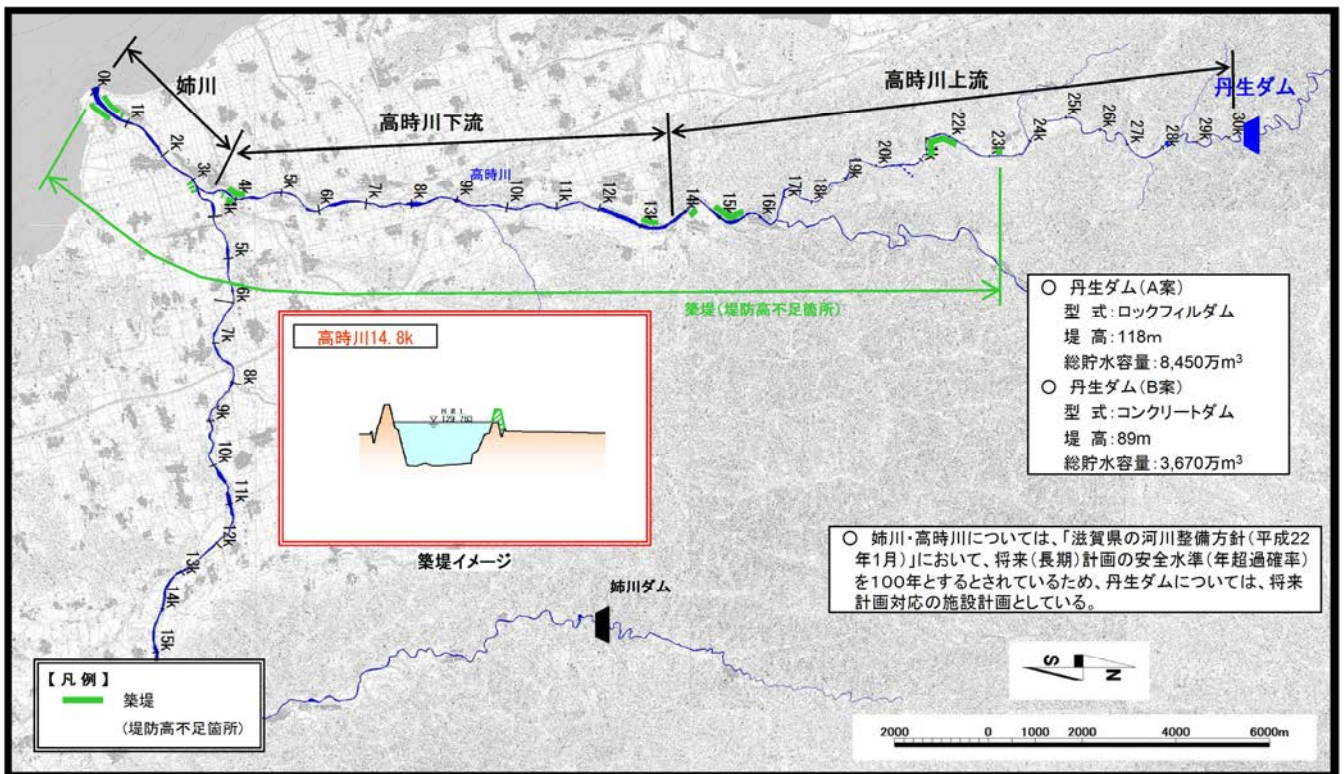 姉川
高時川下流
高時川上流
丹生ダム
0k
1k
2k
3k
4k
4k
5k
6k
7k
8k
9k
10k
11k
12k
13k
14k
15k
16k
17k
18k
19k
20k
22k
23k
24k
25k
26k
27k
28k
29k
30k
高時川
5k
6k
7k
8k
9k
10k
11k
12k
13k
14k
15k
築堤(堤防高不足箇所)
高時川14.8k
築堤イメージ
○ 丹生ダム(A案)
型 式:ロックフィルダム
堤 高:118m
総貯水容量:8,450万m³
○ 丹生ダム(B案)
型 式:コンクリートダム
堤 高:89m
総貯水容量:3,670万m³
○ 姉川・高時川については、「滋賀県の河川整備方針(平成22
年1月)」において、将来(長期)計画の安全水準(年超過確率)
を100年とするとされているため、丹生ダムについては、将来
計画対応の施設計画としている。
姉川ダム
【凡例】
築堤
(堤防高不足箇所)
S
N
2000 0 2000 4000 6000m